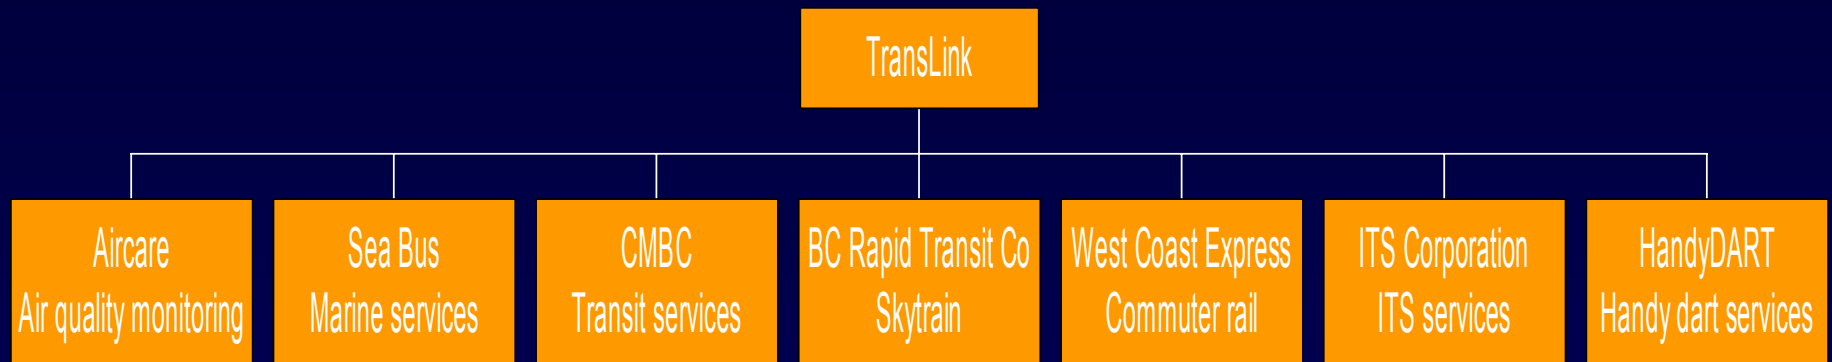 TransLink
Aircare
Air quality monitoring
Sea Bus
Marine services
CMBC
Transit services
BC Rapid Transit Co
Skytrain
West Coast Express
Commuter rail
ITS Corporation
ITS services
HandyDART
Handy dart services